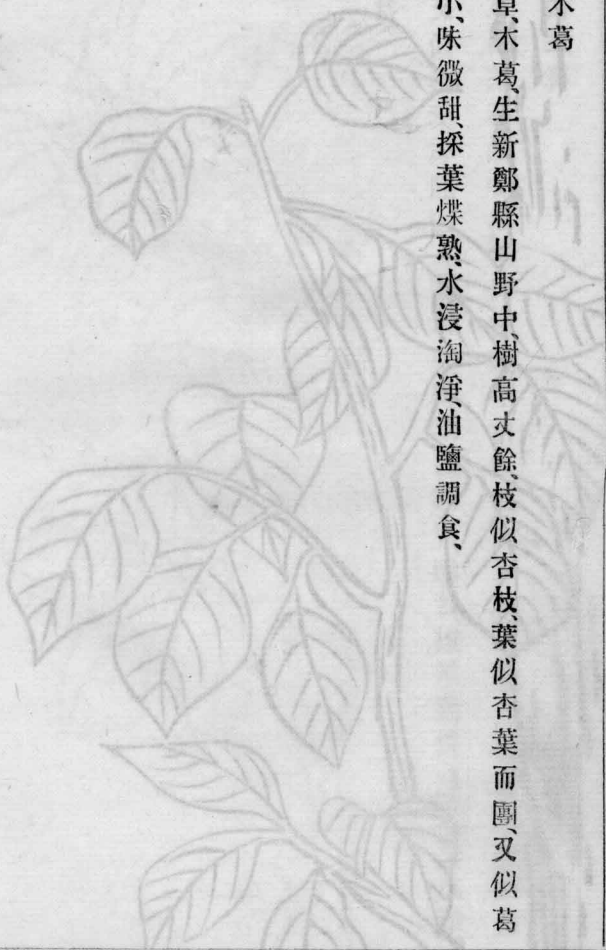 木葛
草、木葛、生新鄭縣山野中、樹高丈餘、枝似杏枝、葉似杏葉而團、又似葛
小、味微甜、採葉煠熟、水浸淘淨、油鹽調食、